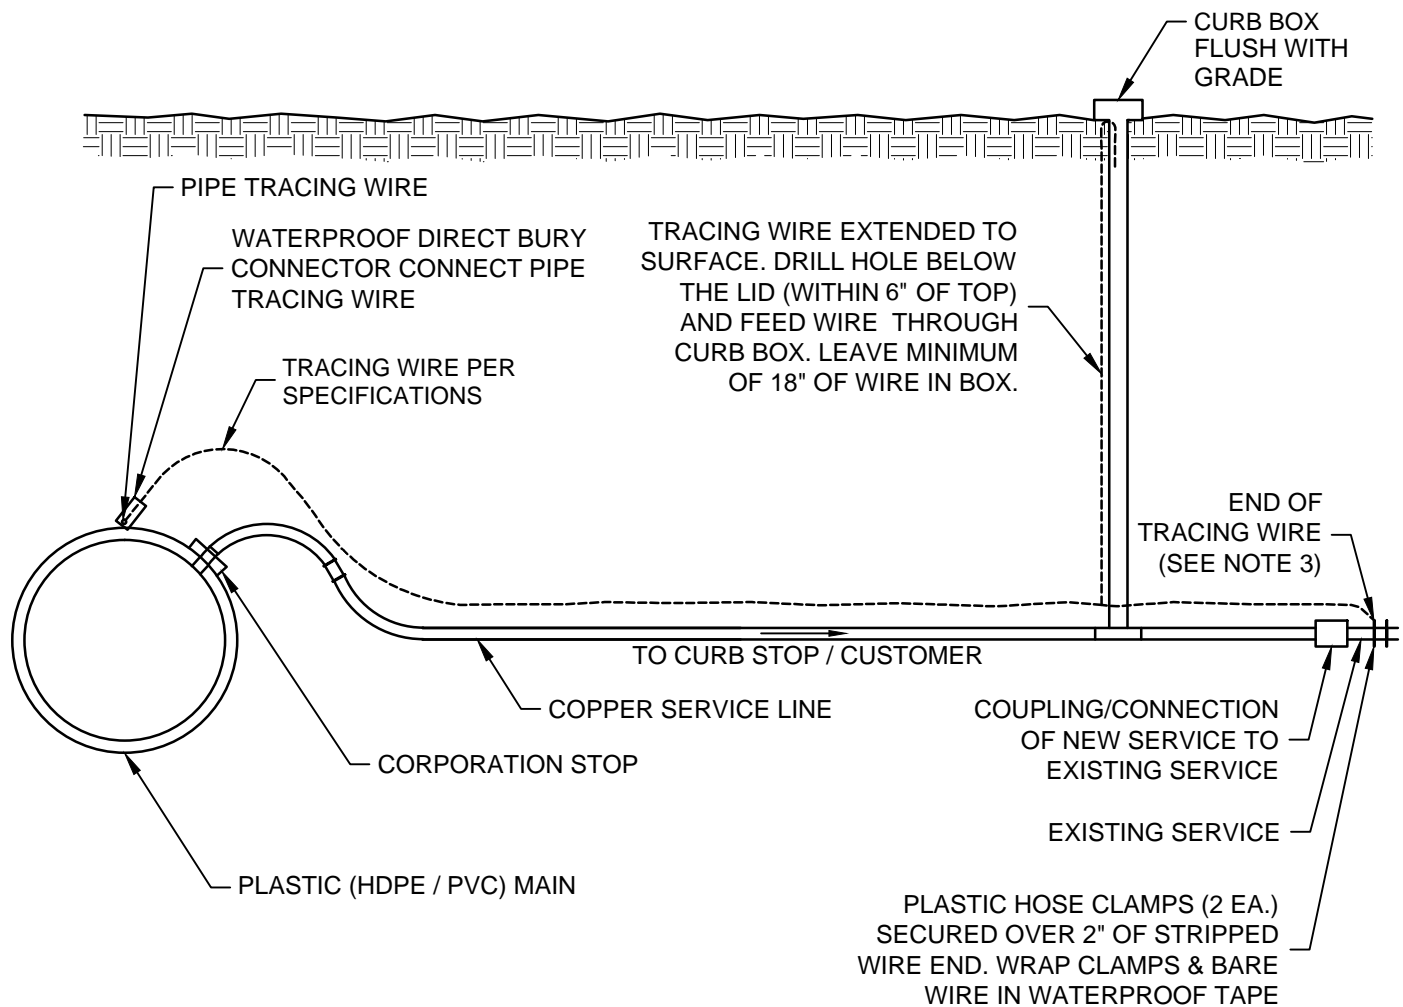 CURB BOX
FLUSH WITH
GRADE
PIPE TRACING WIRE
WATERPROOF DIRECT BURY
CONNECTOR CONNECT PIPE
TRACING WIRE
TRACING WIRE EXTENDED TO
SURFACE. DRILL HOLE BELOW
THE LID (WITHIN 6" OF TOP)
AND FEED WIRE THROUGH
CURB BOX. LEAVE MINIMUM
OF 18" OF WIRE IN BOX.
TRACING WIRE PER
SPECIFICATIONS
END OF
TRACING WIRE
(SEE NOTE 3)
TO CURB STOP / CUSTOMER
COPPER SERVICE LINE
CORPORATION STOP
COUPLING/CONNECTION
OF NEW SERVICE TO
EXISTING SERVICE
EXISTING SERVICE
PLASTIC (HDPE / PVC) MAIN
PLASTIC HOSE CLAMPS (2 EA.)
SECURED OVER 2" OF STRIPPED
WIRE END. WRAP CLAMPS & BARE
WIRE IN WATERPROOF TAPE